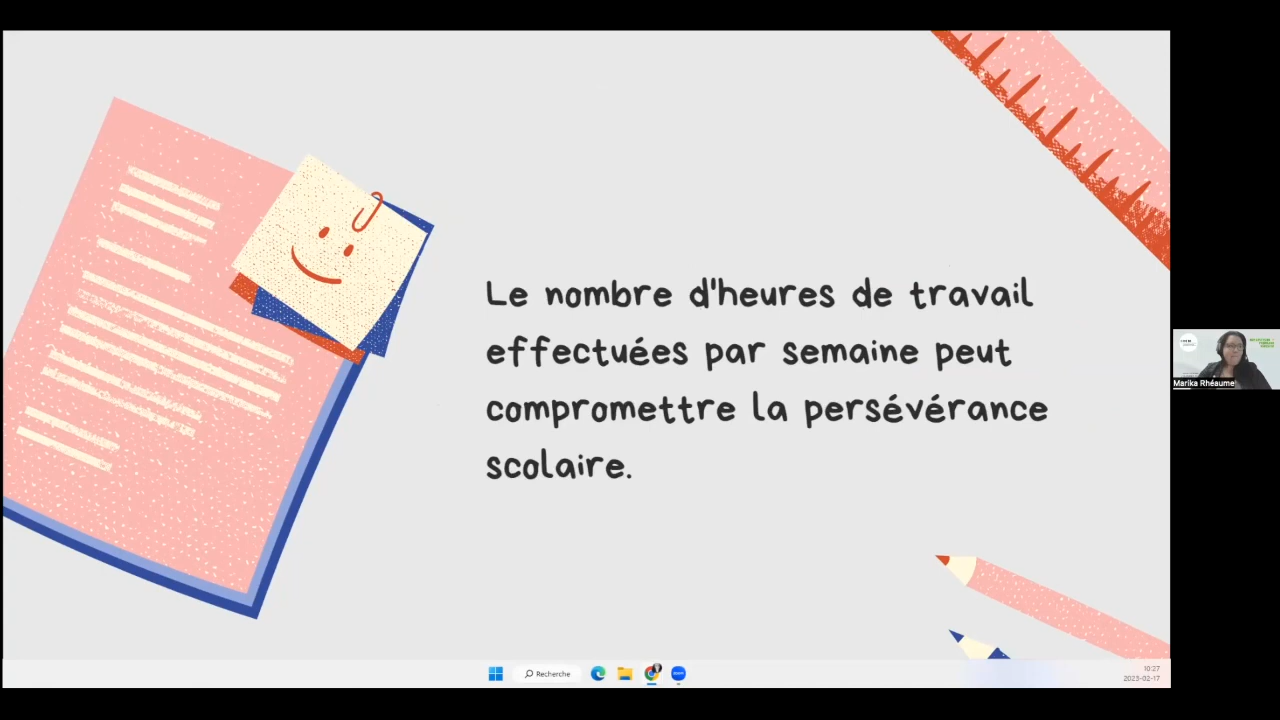 Le nombre d'heures de travail
effectuées par semaine peut
compromettre la persévérance
scolaire.
Marika Rhéaume
Recherche
10:27
2023-02-17